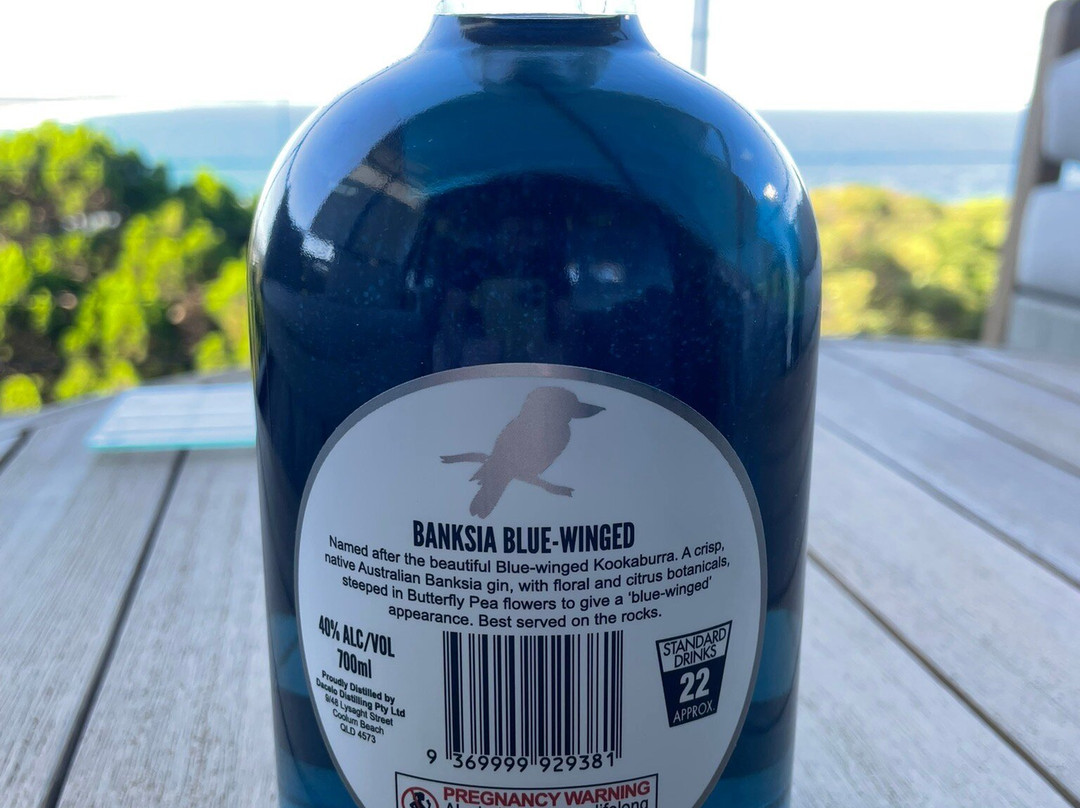 BANKSIA BLUE-WINGED
Named after the beautiful Blue-winged Kookaburra. A crisp,
native Australian Banksia gin, with floral and citrus botanicals,
steeped in Butterfly Pea flowers to give a 'blue-winged'
appearance. Best served on the rocks.
40% ALC/VOL
700ml
Proudly Distilled by
Dacelo Distilling Pty Ltd
9/48 Lysaght Street
Coolum Beach
QLD 4573
STANDARD
DRINKS
22
APPROX.
9 369999 929381
PREGNANCY WARNING
lifelong